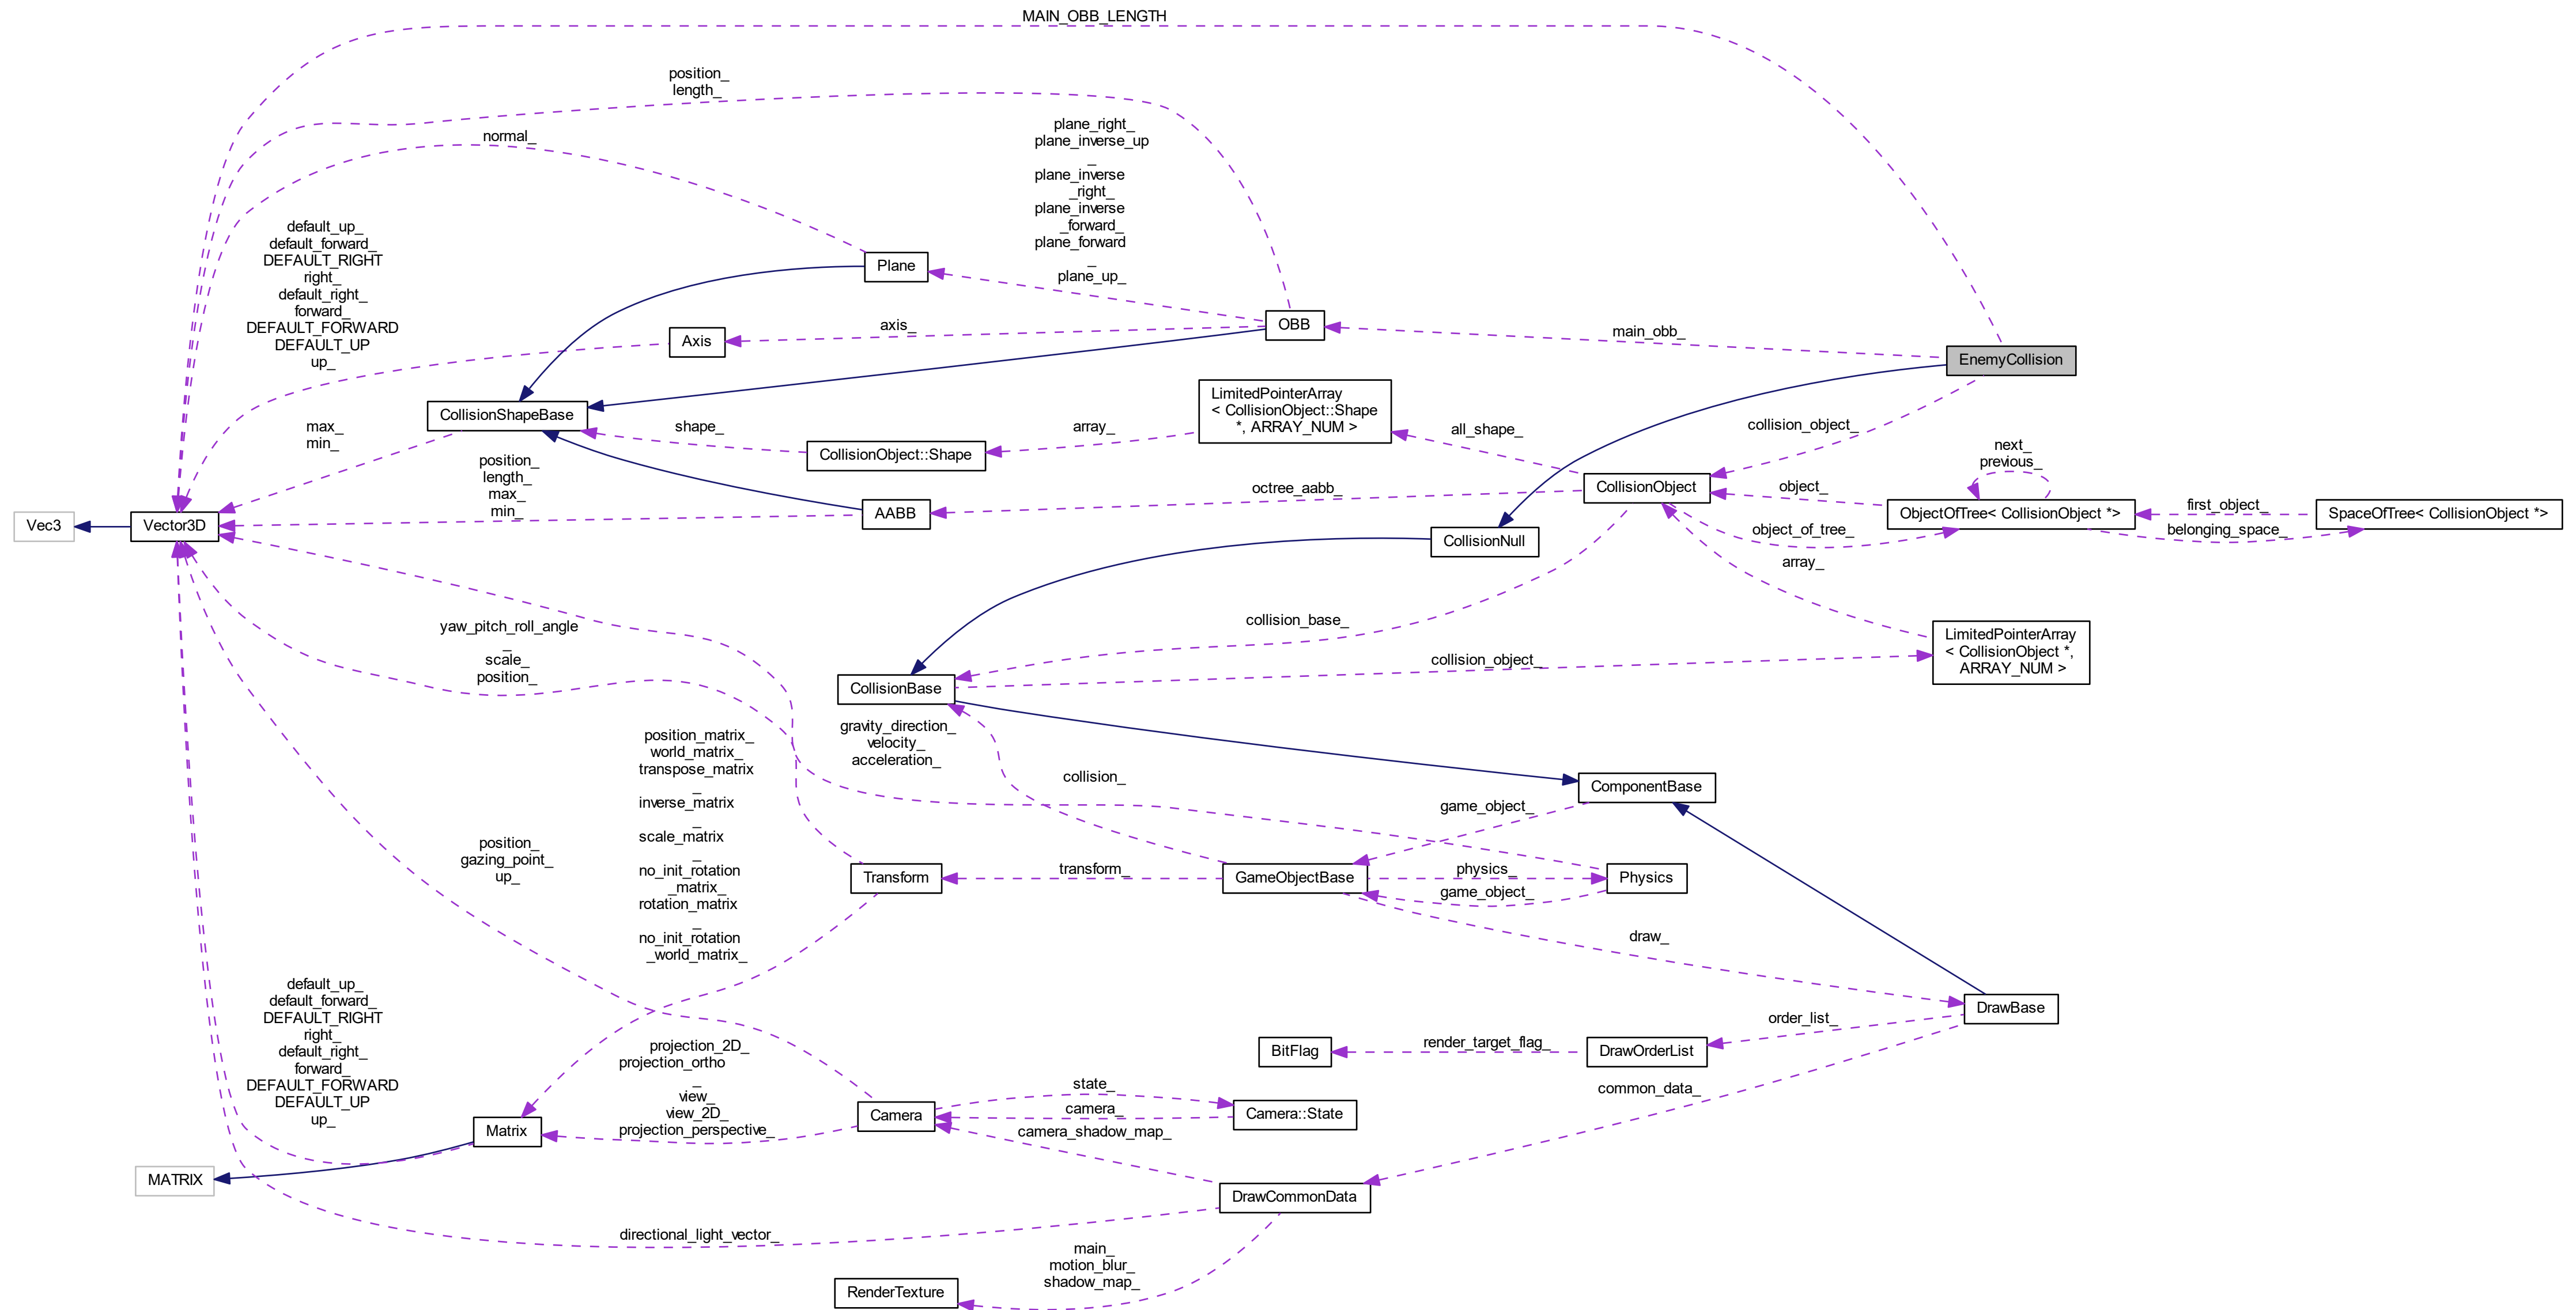 MAIN_OBB_LENGTH
position_
length_
normal_
plane_right_
plane_inverse_up
_
plane_inverse
_right_
plane_inverse
_forward_
plane_forward
_
plane_up_
default_up_
default_forward_
DEFAULT_RIGHT
right_
default_right_
forward_
DEFAULT_FORWARD
DEFAULT_UP
up_
Plane
OBB
Axis
axis_
main_obb_
EnemyCollision
CollisionShapeBase
LimitedPointerArray
< CollisionObject::Shape
*, ARRAY_NUM >
max_
min_
shape_
array_
all_shape_
collision_object_
CollisionObject::Shape
position_
length_
max_
min_
next_
previous_
octree_aabb_
CollisionObject
object_
first_object_
AABB
ObjectOfTree< CollisionObject *>
SpaceOfTree< CollisionObject *>
Vec3
Vector3D
CollisionNull
object_of_tree_
belonging_space_
array_
collision_base_
yaw_pitch_roll_angle
_
scale_
position_
LimitedPointerArray
< CollisionObject *,
ARRAY_NUM >
collision_object_
CollisionBase
gravity_direction_
velocity_
acceleration_
position_matrix_
world_matrix_
transpose_matrix
_
inverse_matrix
_
scale_matrix
_
no_init_rotation
_matrix_
rotation_matrix
_
no_init_rotation
_world_matrix_
collision_
ComponentBase
game_object_
position_
gazing_point_
up_
Transform
transform_
GameObjectBase
physics_
game_object_
Physics
draw_
default_up_
default_forward_
DEFAULT_RIGHT
right_
default_right_
forward_
DEFAULT_FORWARD
DEFAULT_UP
up_
DrawBase
order_list_
projection_2D_
projection_ortho
_
view_
view_2D_
projection_perspective_
BitFlag
render_target_flag_
DrawOrderList
common_data_
state_
camera_
Camera
Camera::State
camera_shadow_map_
Matrix
MATRIX
DrawCommonData
directional_light_vector_
main_
motion_blur_
shadow_map_
RenderTexture